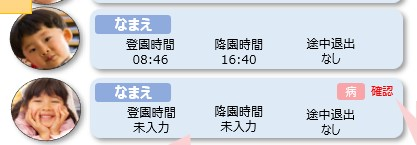 なまえ
登園時間 降園時間 途中退出
08:46 16:40 なし
なまえ 病 確認
登園時間 降園時間 途中退出
未入力 未入力 なし